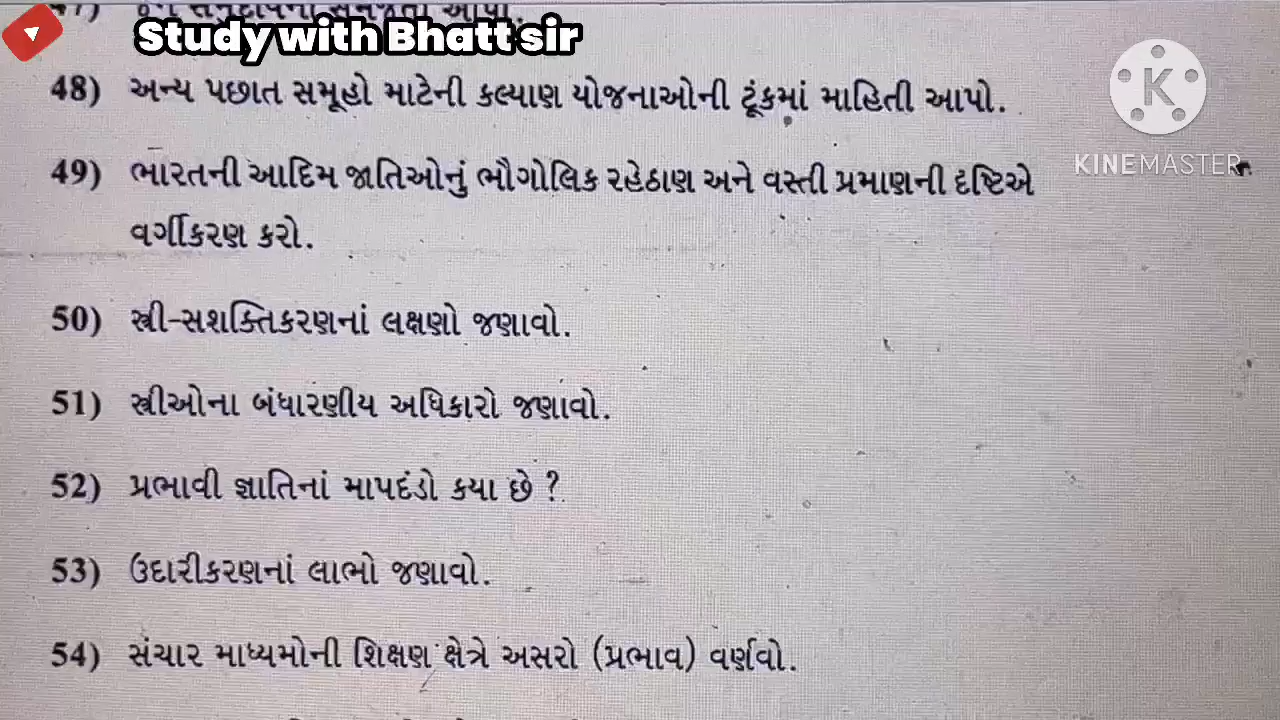 47)
Study with Bhatt sir
48) અન્ય પછાત સમૂહો માટેની કલ્યાણ યોજનાઓની ટૂંકમાં માહિતી આપો.
K
KINEMASTER
49) ભારતની આદિમ જાતિઓનું ભૌગોલિક રહેઠાણ અને વસ્તી પ્રમાણની દૃષ્ટિએ
વર્ગીકરણ કરો.
50) સ્ત્રી-સશક્તિકરણનાં લક્ષણો જણાવો.
51) સ્ત્રીઓના બંધારણીય અધિકારો જણાવો.
52) પ્રભાવી જ્ઞાતિનાં માપદંડો કયા છે ?
53) ઉદારીકરણનાં લાભો જણાવો.
54) સંચાર માધ્યમોની શિક્ષણ ક્ષેત્રે અસરો (પ્રભાવ) વર્ણવો.